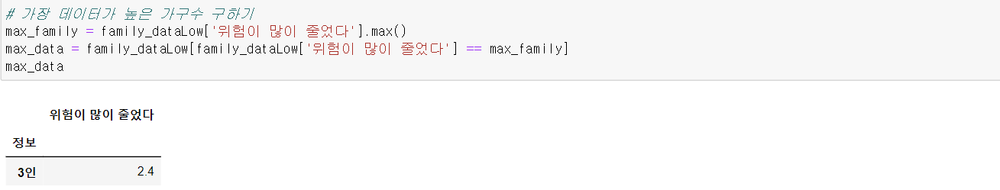 # 가장 데이터가 높은 가구수 구하기
max_family = family_dataLow['위험이 많이 줄었다'].max()
max_data = family_dataLow[family_dataLow['위험이 많이 줄었다'] == max_family]
max_data
위험이 많이 줄었다
정보
3인 2.4